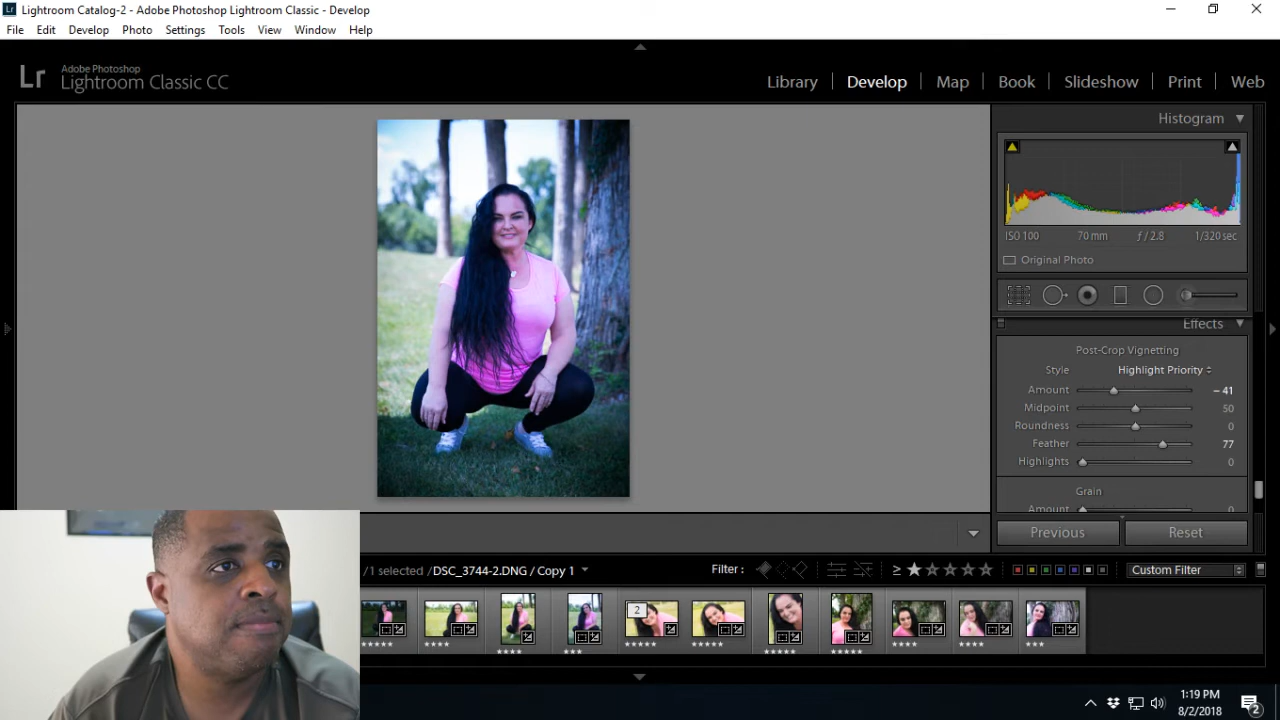 Lr Lightroom Catalog-2 - Adobe Photoshop Lightroom Classic - Develop
File Edit Develop Photo Settings Tools View Window Help
Lr Adobe Photoshop
Lightroom Classic CC
Library Develop Map Book Slideshow Print Web
Histogram
ISO 100 70 mm ƒ / 2.8 1/320 sec
Original Photo
Effects
Post-Crop Vignetting
Style Highlight Priority
Amount – 41
Midpoint 50
Roundness 0
Feather 77
Highlights 0
Grain
Amount 0
Previous Reset
/1 selected /DSC_3744-2.DNG / Copy 1 Filter: ≥ Custom Filter
2
1:19 PM
8/2/2018
2